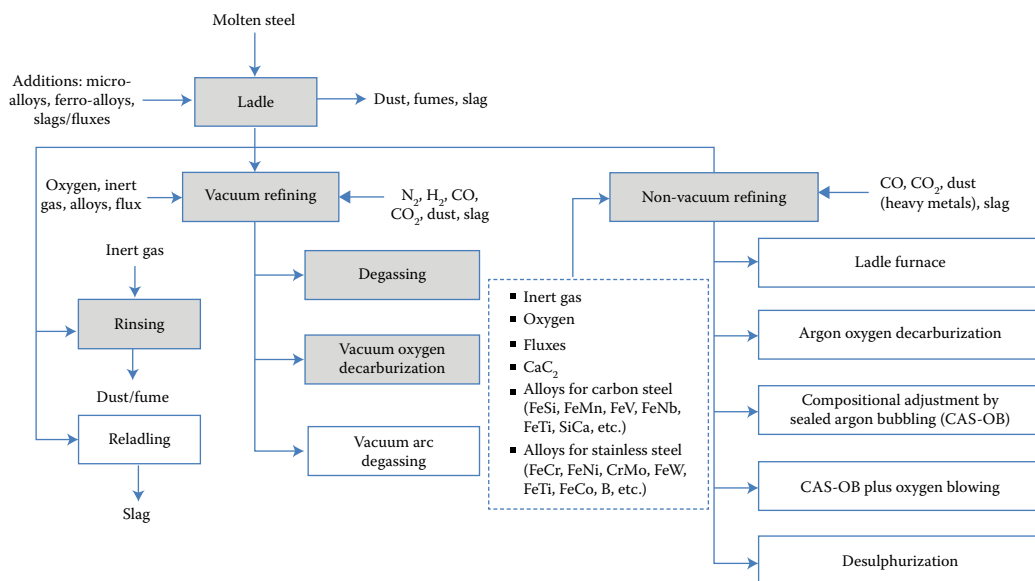 Molten steel
Additions: micro-
alloys, ferro-alloys,
slags/fluxes
Ladle
Dust, fumes, slag
Oxygen, inert
gas, alloys, flux
Vacuum refining
N₂, H₂, CO,
CO₂, dust, slag
Non-vacuum refining
CO, CO₂, dust
(heavy metals), slag
Inert gas
Rinsing
Dust/fume
Reladling
Slag
Degassing
Vacuum oxygen
decarburization
Vacuum arc
degassing
▪ Inert gas
▪ Oxygen
▪ Fluxes
▪ CaC₂
▪ Alloys for carbon steel
(FeSi, FeMn, FeV, FeNb,
FeTi, SiCa, etc.)
▪ Alloys for stainless steel
(FeCr, FeNi, CrMo, FeW,
FeTi, FeCo, B, etc.)
Ladle furnace
Argon oxygen decarburization
Compositional adjustment by
sealed argon bubbling (CAS-OB)
CAS-OB plus oxygen blowing
Desulphurization